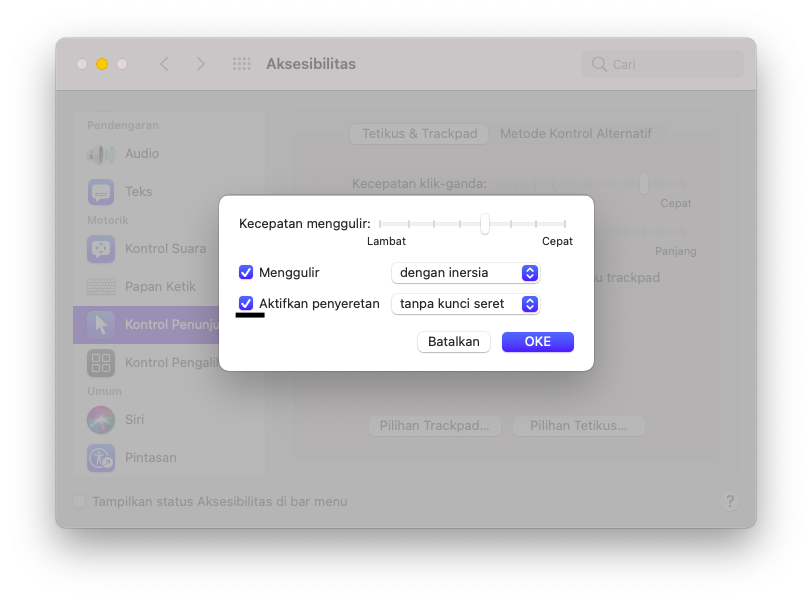 Aksesibilitas
Cari
Pendengaran
Audio
Teks
Motorik
Kontrol Suara
Papan Ketik
Kontrol Penunju
Kontrol Pengalih
Umum
Siri
Pintasan
Tetikus & Trackpad
Metode Kontrol Alternatif
Kecepatan klik-ganda:
Cepat
Panjang
trackpad
Kecepatan menggulir:
Lambat
Cepat
Menggulir
dengan inersia
Aktifkan penyeretan
tanpa kunci seret
Batalkan
OKE
Pilihan Trackpad...
Pilihan Tetikus...
Tampilkan status Aksesibilitas di bar menu
?